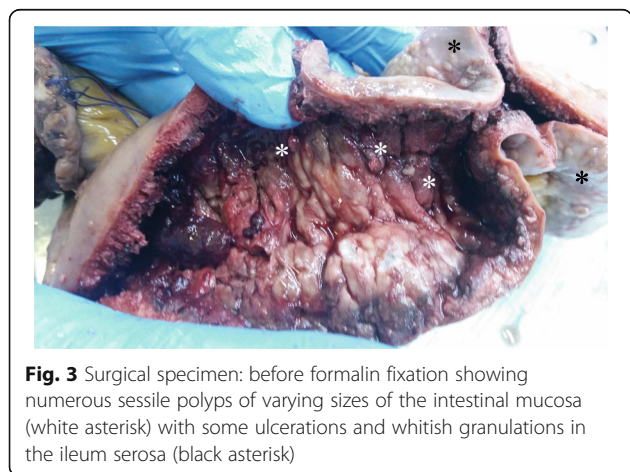 Fig. 3 Surgical specimen: before formalin fixation showing
numerous sessile polyps of varying sizes of the intestinal mucosa
(white asterisk) with some ulcerations and whitish granulations in
the ileum serosa (black asterisk)